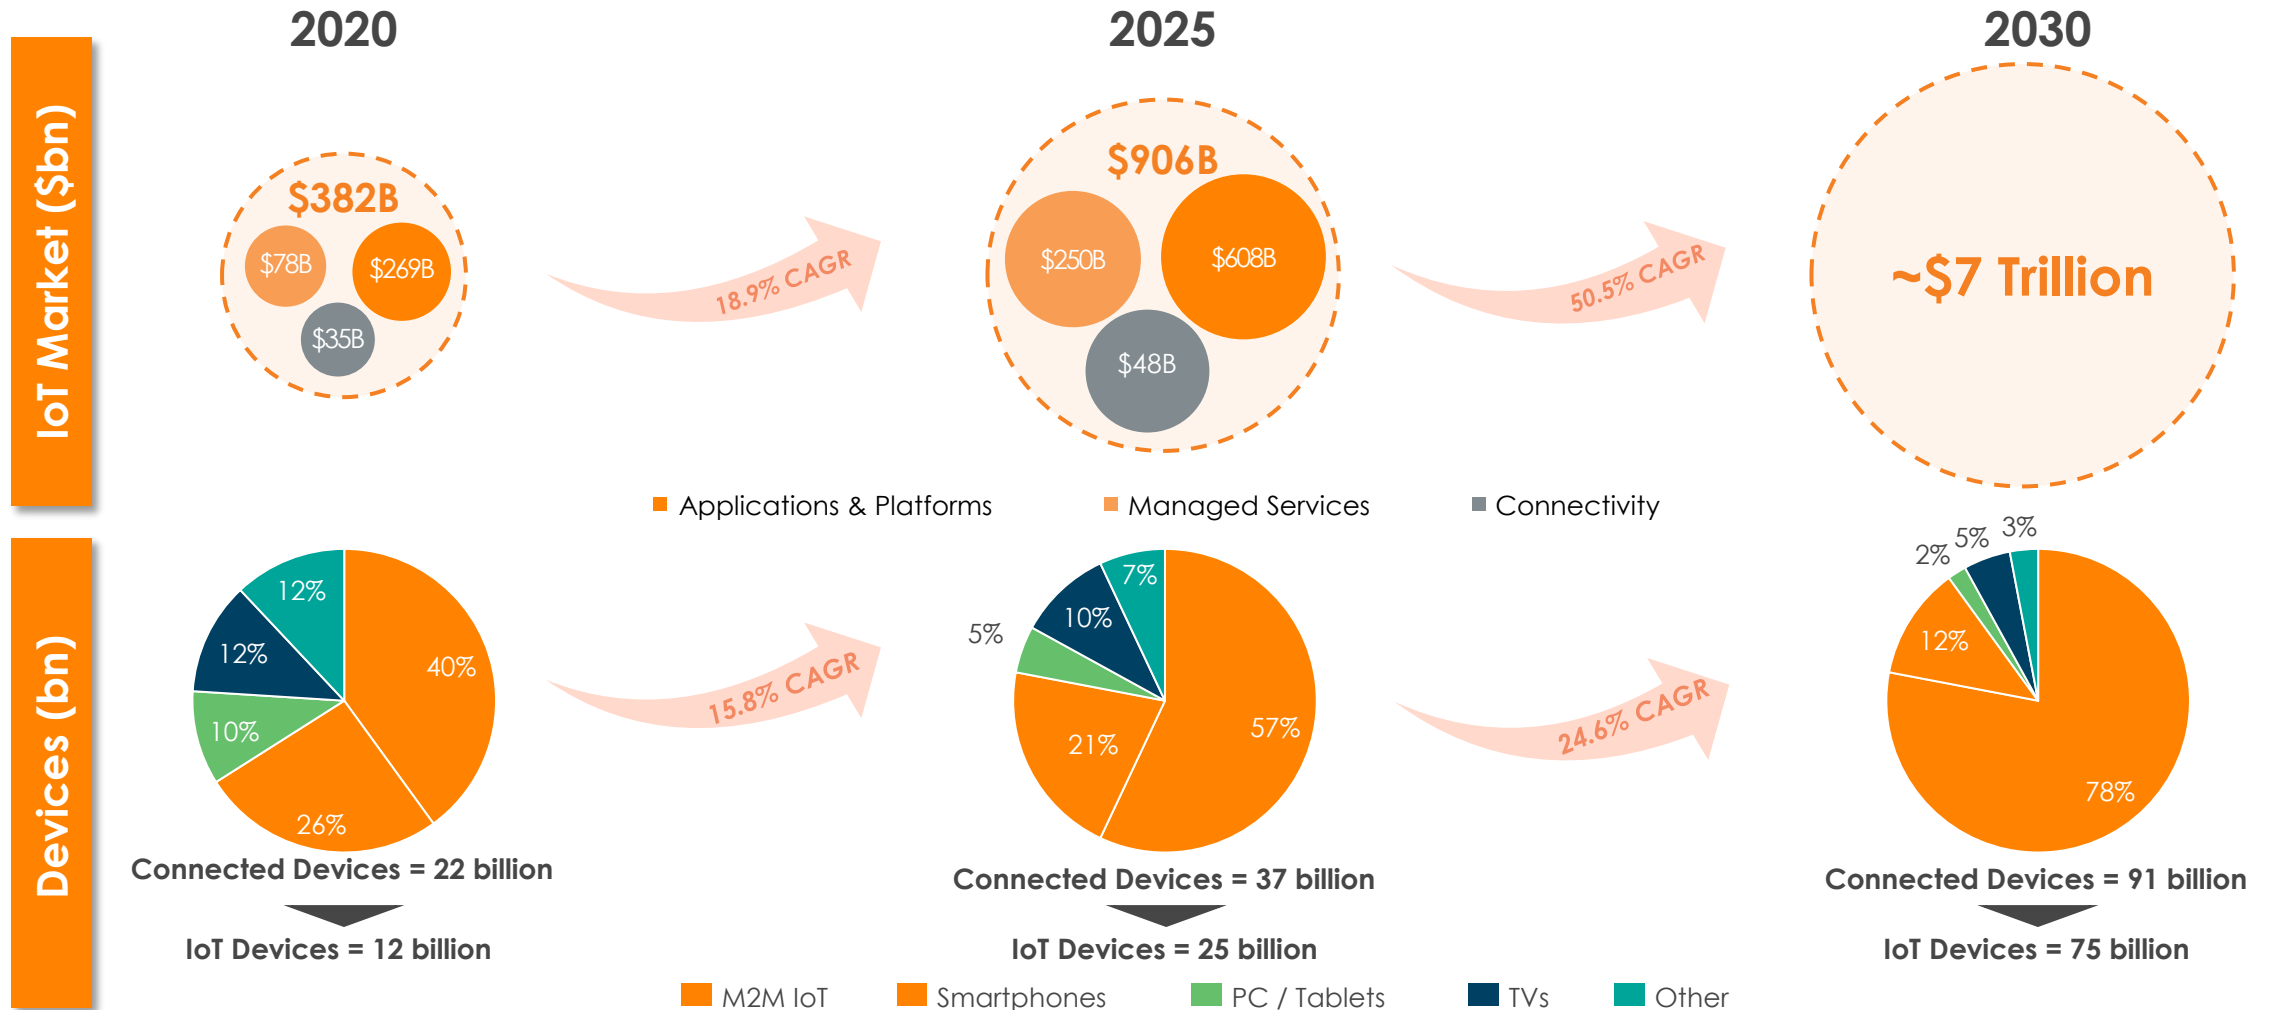 2020
2025
2030
IoT Market ($bn)
$382B
$78B
$269B
$35B
18.9% CAGR
$906B
$250B
$608B
$48B
50.5% CAGR
~$7 Trillion
Applications & Platforms
Managed Services
Connectivity
Devices (bn)
12%
40%
12%
10%
26%
15.8% CAGR
7%
10%
5%
57%
21%
24.6% CAGR
3%
5%
2%
12%
78%
Connected Devices = 22 billion
Connected Devices = 37 billion
Connected Devices = 91 billion
IoT Devices = 12 billion
IoT Devices = 25 billion
IoT Devices = 75 billion
M2M IoT
Smartphones
PC / Tablets
TVs
Other